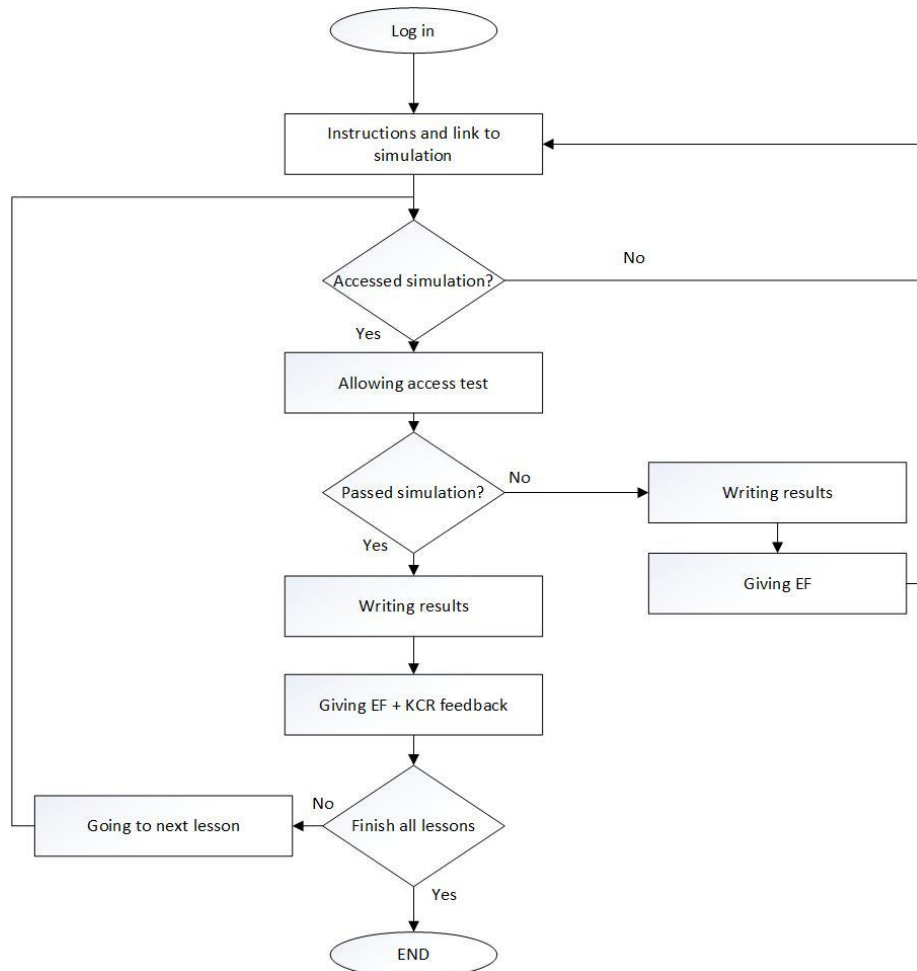 Log in
Instructions and link to
simulation
No
Accessed simulation?
Yes
Allowing access test
No
Passed simulation?
Writing results
Yes
Giving EF
Writing results
Giving EF + KCR feedback
No
Going to next lesson
Finish all lessons
Yes
END